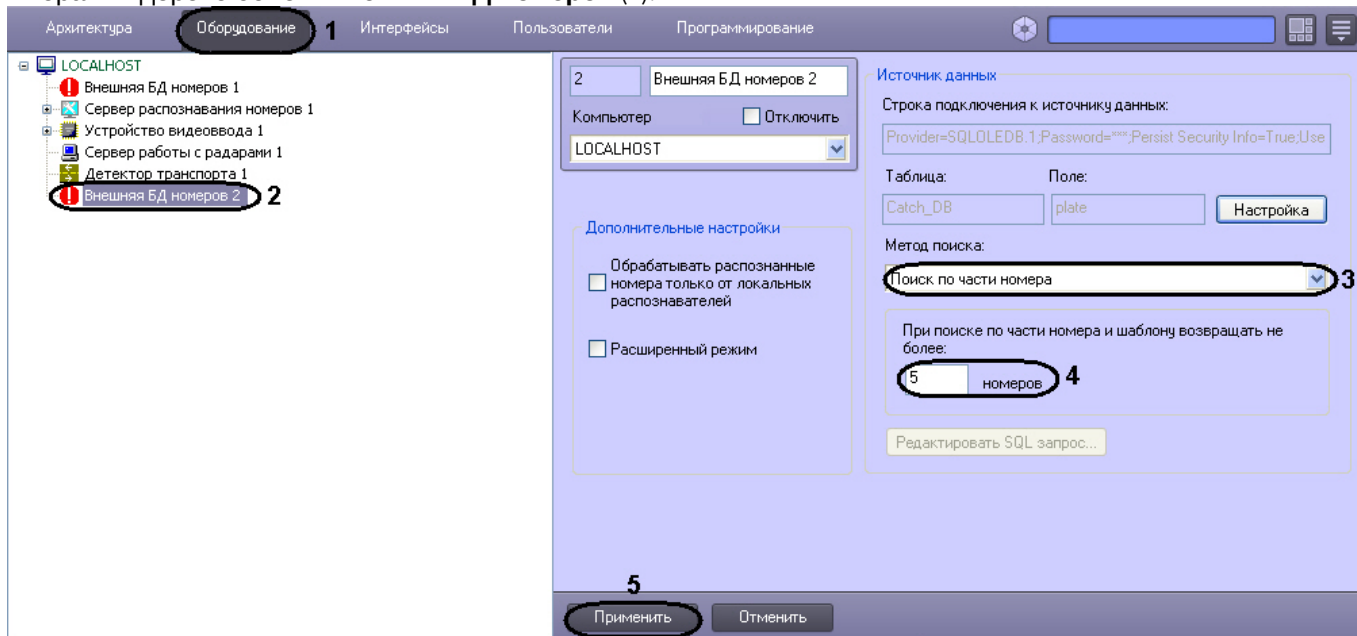 Архитектура Оборудование 1 Интерфейсы Пользователи Программирование
LOCALHOST
Внешняя БД номеров 1
Сервер распознавания номеров 1
Устройство видеоввода 1
Сервер работы с радарами 1
Детектор транспорта 1
Внешняя БД номеров 2 2
2 Внешняя БД номеров 2
Компьютер Отключить
LOCALHOST
Дополнительные настройки
Обрабатывать распознанные
номера только от локальных
распознавателей
Расширенный режим
Источник данных
Строка подключения к источнику данных:
Provider=SQLOLEDB.1;Password=***;Persist Security Info=True;Use
Таблица: Поле:
Catch_DB plate Настройка
Метод поиска:
Поиск по части номера 3
При поиске по части номера и шаблону возвращать не
более:
5 номеров 4
Редактировать SQL запрос...
5
Применить Отменить